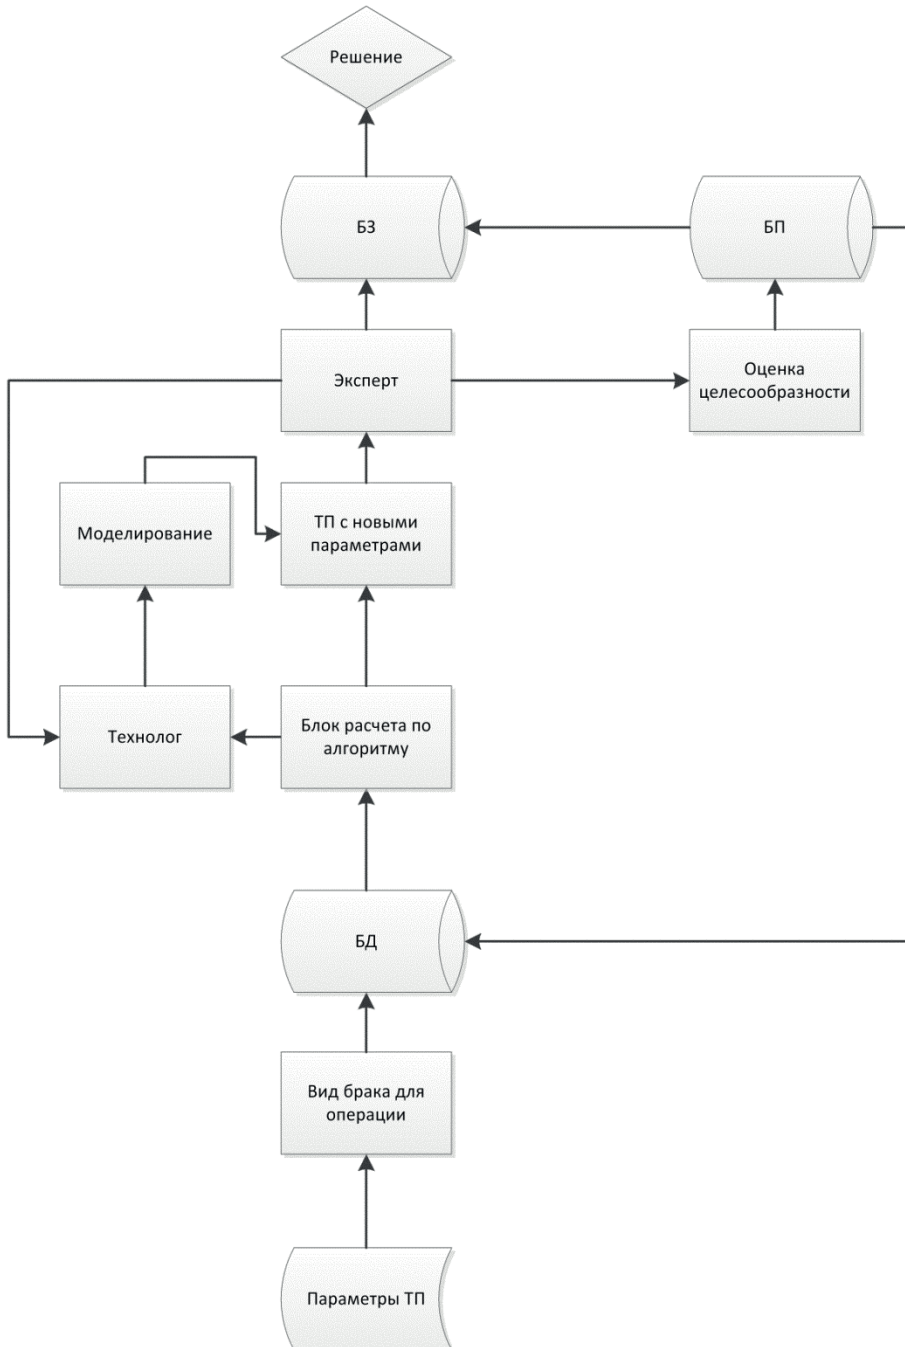 Решение
БЗ
БП
Эксперт
Оценка
целесообразности
Моделирование
ТП с новыми
параметрами
Технолог
Блок расчета по
алгоритму
БД
Вид брака для
операции
Параметры ТП